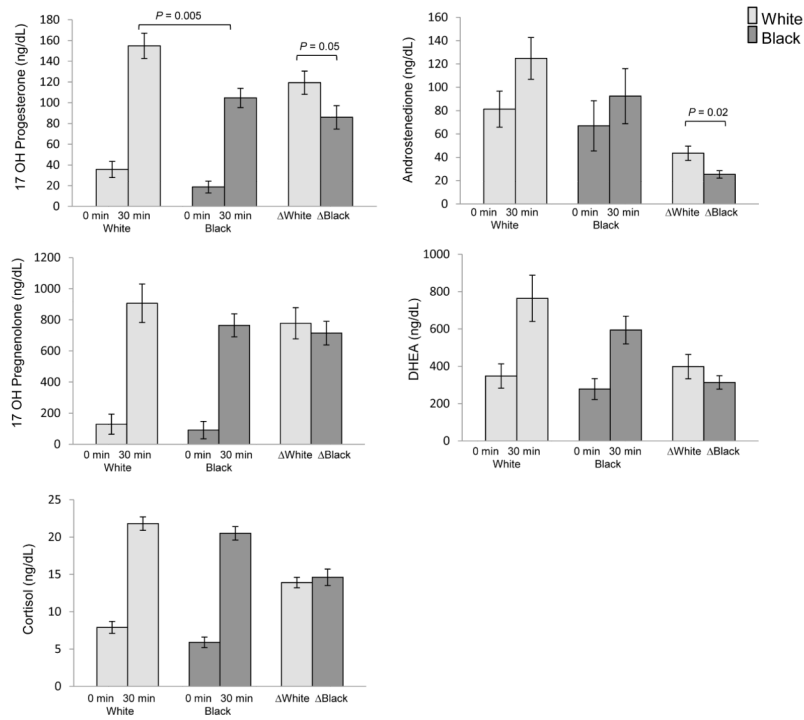 White
Black
17 OH Progesterone (ng/dL)
180
160
140
120
100
80
60
40
20
0
P = 0.005
P = 0.05
0 min 30 min 0 min 30 min ΔWhite ΔBlack
White Black
Androstenedione (ng/dL)
160
140
120
100
80
60
40
20
0
P = 0.02
0 min 30 min 0 min 30 min ΔWhite ΔBlack
White Black
17 OH Pregnenolone (ng/dL)
1200
1000
800
600
400
200
0
0 min 30 min 0 min 30 min ΔWhite ΔBlack
White Black
DHEA (ng/dL)
1000
800
600
400
200
0
0 min 30 min 0 min 30 min ΔWhite ΔBlack
White Black
Cortisol (ng/dL)
25
20
15
10
5
0
0 min 30 min 0 min 30 min ΔWhite ΔBlack
White Black